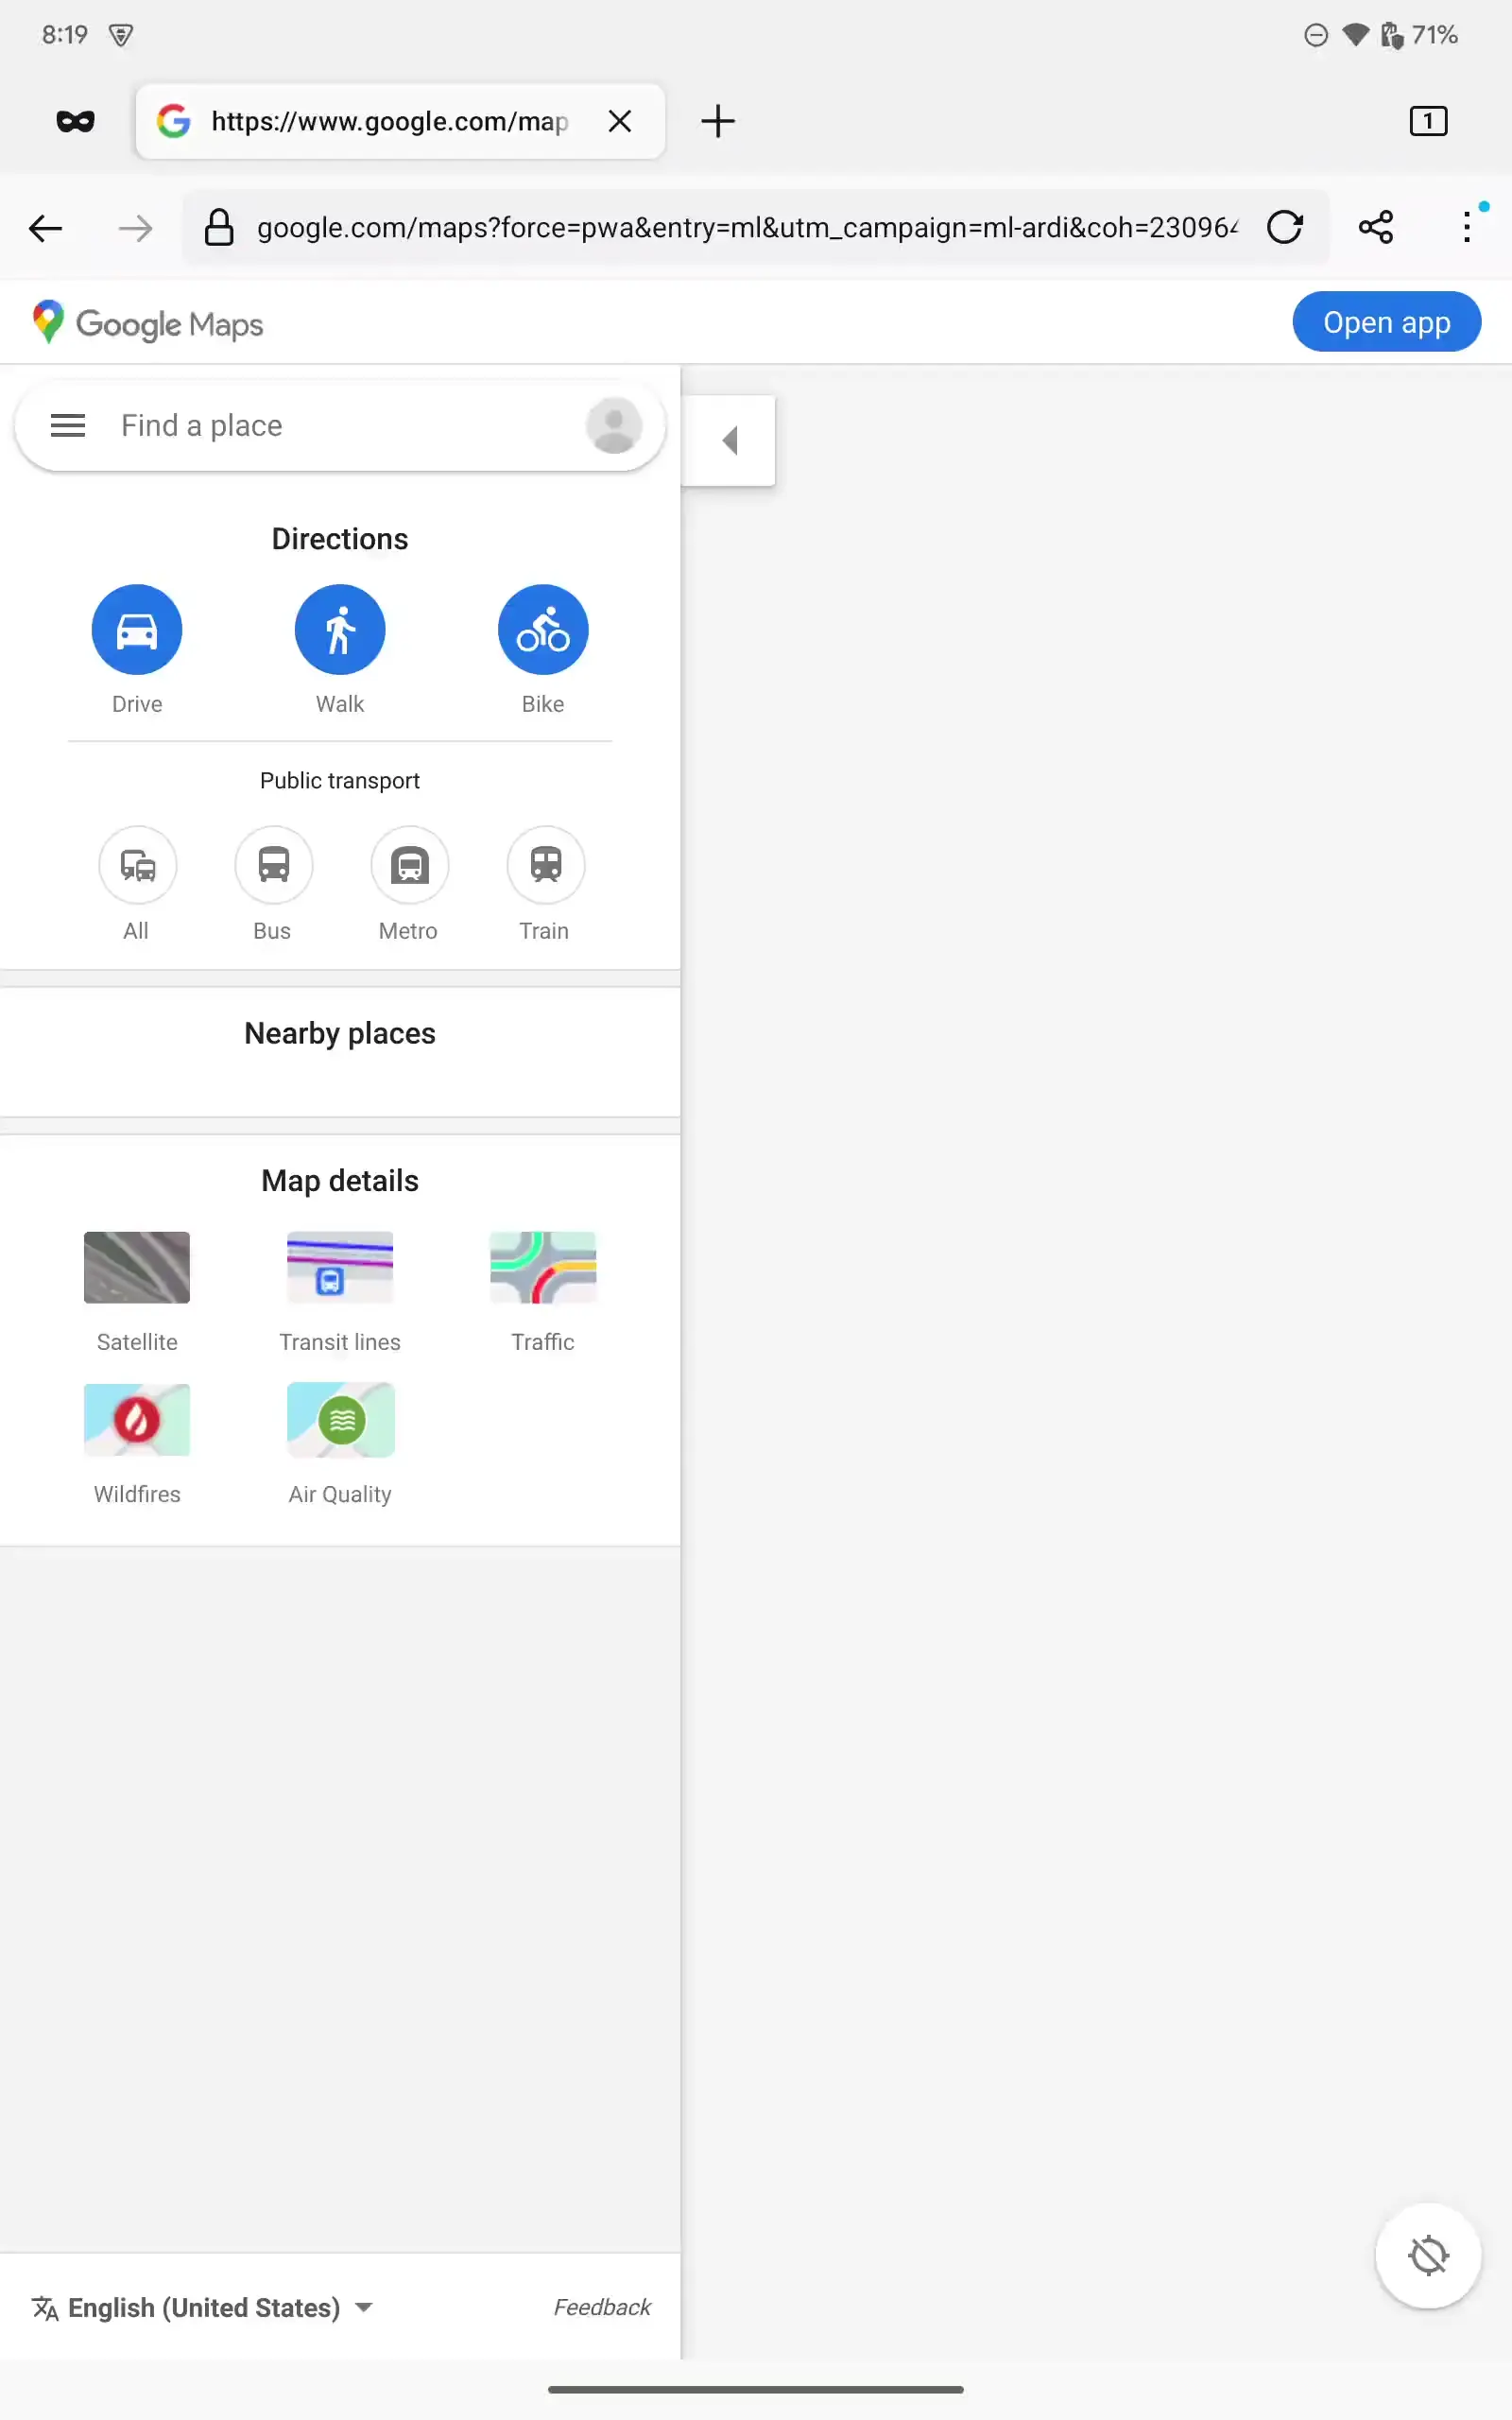 8:19
71%
https://www.google.com/map
1
google.com/maps?force=pwa&entry=ml&utm_campaign=ml-ardi&coh=23096
Google Maps
Open app
Find a place
Directions
Drive
Walk
Bike
Public transport
All
Bus
Metro
Train
Nearby places
Map details
Satellite
Transit lines
Traffic
Wildfires
Air Quality
English (United States)
Feedback